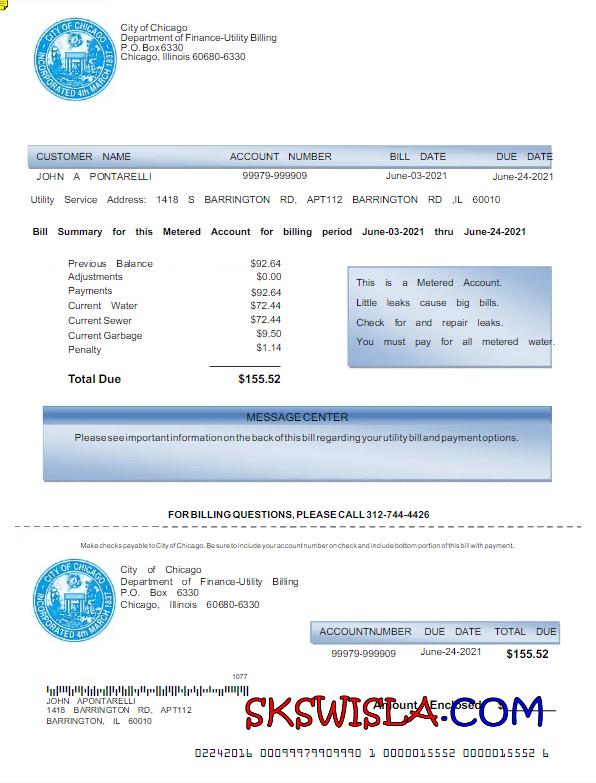 CITY OF CHICAGO
INCORPORATED 4th MARCH 1837
City of Chicago
Department of Finance-Utility Billing
P.O. Box 6330
Chicago, Illinois 60680-6330
CUSTOMER NAME ACCOUNT NUMBER BILL DATE DUE DATE
JOHN A PONTARELLI 99979-999909 June-03-2021 June-24-2021
Utility Service Address: 1418 S BARRINGTON RD, APT112 BARRINGTON RD ,IL 60010
Bill Summary for this Metered Account for billing period June-03-2021 thru June-24-2021
Previous Balance $92.64
Adjustments $0.00
Payments $92.64
Current Water $72.44
Current Sewer $72.44
Current Garbage $9.50
Penalty $1.14
Total Due $155.52
This is a Metered Account.
Little leaks cause big bills.
Check for and repair leaks.
You must pay for all metered water.
MESSAGE CENTER
Please see important information on the back of this bill regarding your utility bill and payment options.
FOR BILLING QUESTIONS, PLEASE CALL 312-744-4426
Make checks payable to City of Chicago. Be sure to include your account number on check and include bottom portion of this bill with payment.
CITY OF CHICAGO
INCORPORATED 4th MARCH 1837
City of Chicago
Department of Finance-Utility Billing
P.O. Box 6330
Chicago, Illinois 60680-6330
ACCOUNTNUMBER DUE DATE TOTAL DUE
99979-999909 June-24-2021 $155.52
1077
JOHN APONTARELLI
1418 BARRINGTON RD, APT112
BARRINGTON, IL 60010
Amount Enclosed $
SKSWISLA.COM
02242016 00099979909990 1 0000015552 0000015552 6